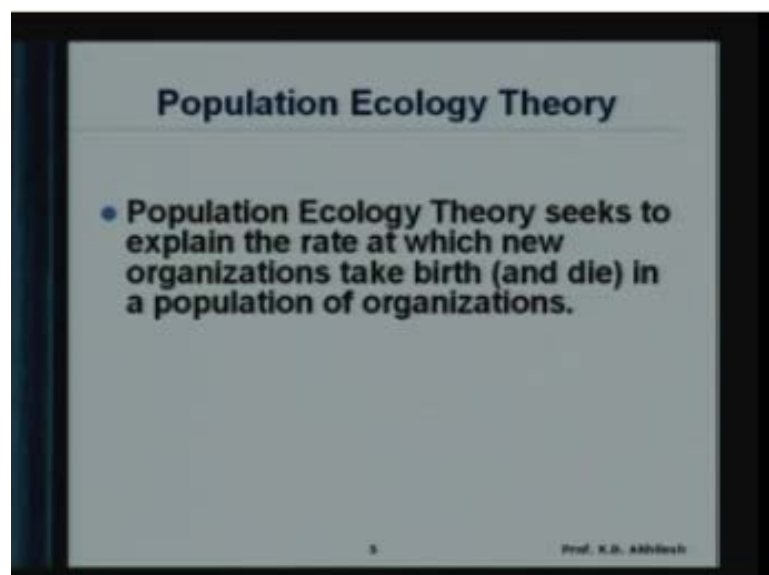 Population Ecology Theory
• Population Ecology Theory seeks to
explain the rate at which new
organizations take birth (and die) in
a population of organizations.
5
Prof. K.B. Akhilesh